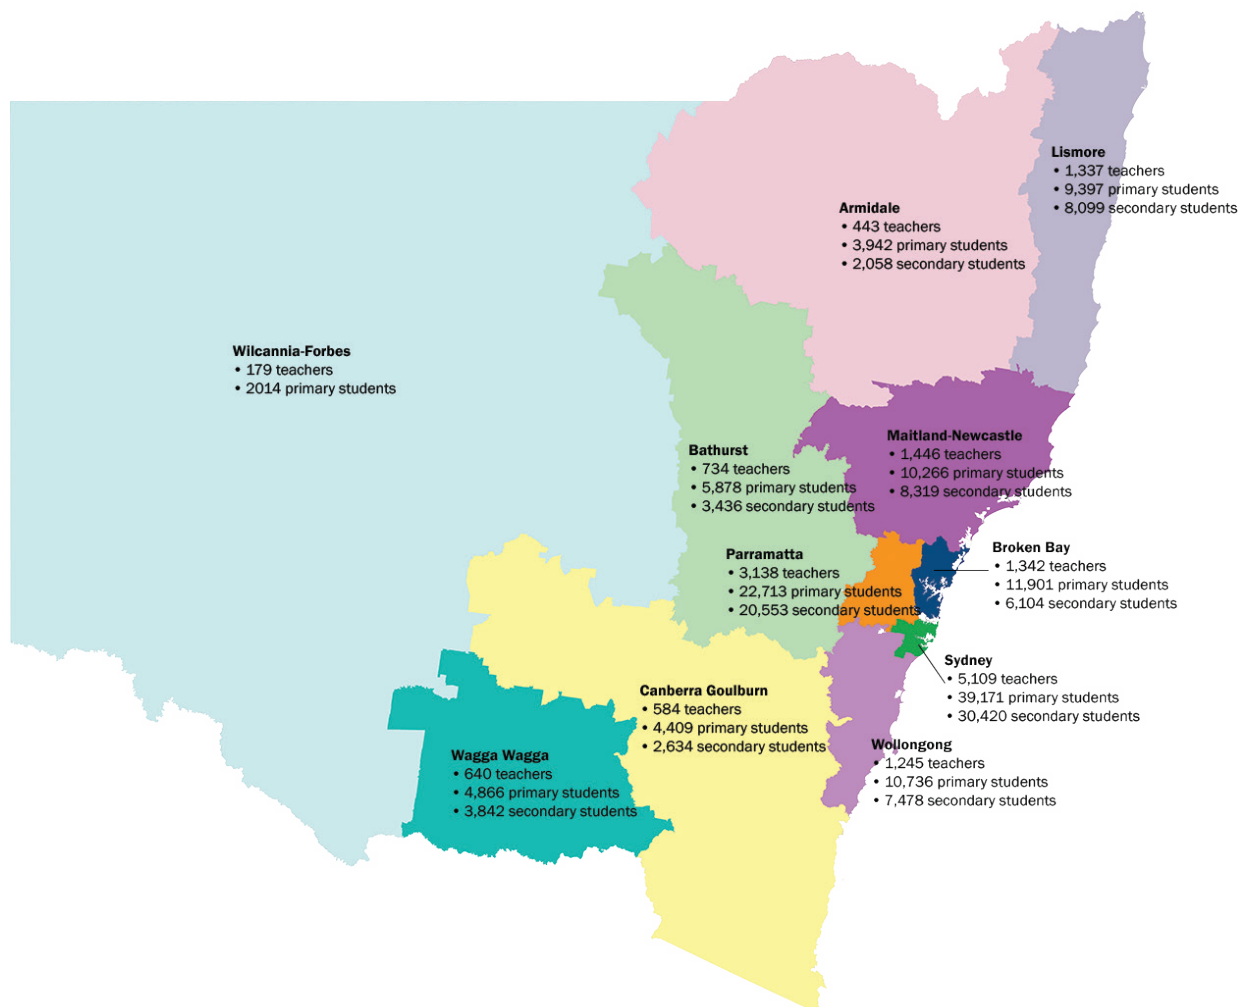 Lismore
• 1,337 teachers
• 9,397 primary students
• 8,099 secondary students
Armidale
• 443 teachers
• 3,942 primary students
• 2,058 secondary students
Wilcannia-Forbes
• 179 teachers
• 2014 primary students
Maitland-Newcastle
• 1,446 teachers
• 10,266 primary students
• 8,319 secondary students
Bathurst
• 734 teachers
• 5,878 primary students
• 3,436 secondary students
Broken Bay
• 1,342 teachers
• 11,901 primary students
• 6,104 secondary students
Parramatta
• 3,138 teachers
• 22,713 primary students
• 20,553 secondary students
Sydney
• 5,109 teachers
• 39,171 primary students
• 30,420 secondary students
Canberra Goulburn
• 584 teachers
• 4,409 primary students
• 2,634 secondary students
Wollongong
• 1,245 teachers
• 10,736 primary students
• 7,478 secondary students
Wagga Wagga
• 640 teachers
• 4,866 primary students
• 3,842 secondary students